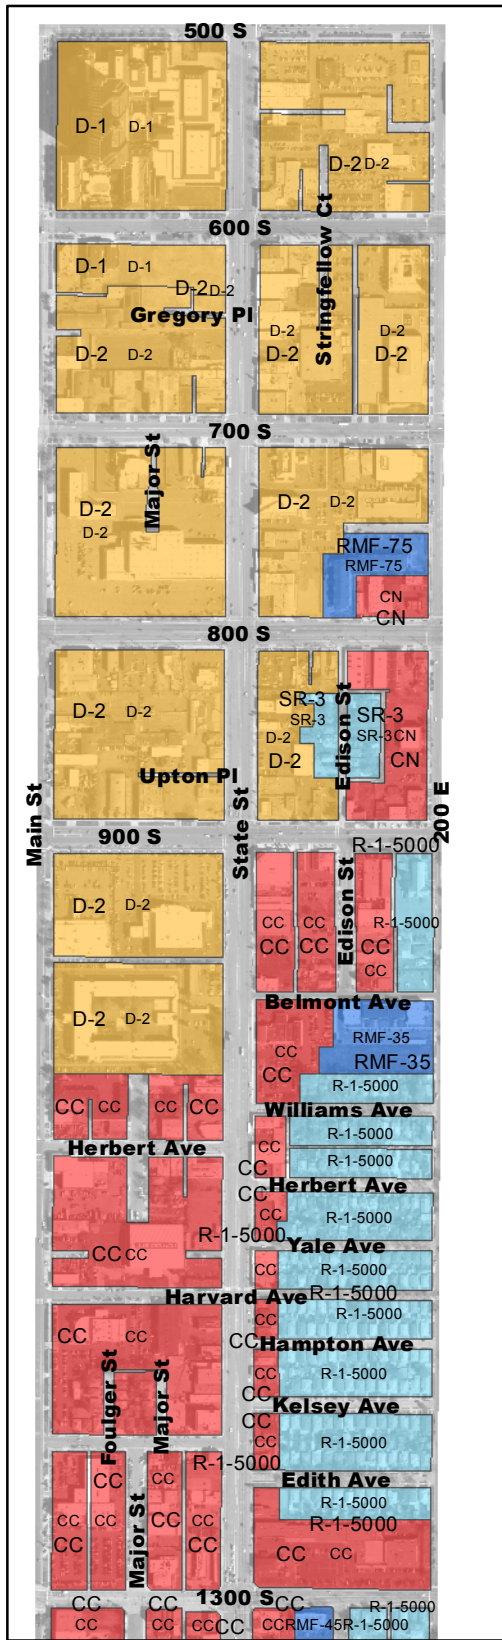 500 S
D-1 D-1
D-2 D-2
Stringfellow Ct
600 S
D-1 D-1
D-2 D-2
Gregory Pl
D-2
D-2
D-2
D-2
D-2 D-2
700 S
Major St
D-2
D-2
D-2 D-2
RMF-75
RMF-75
CN
CN
800 S
D-2 D-2
SR-3
SR-3
D-2
D-2
Edison St
SR-3
SR-3 CN
CN
Upton Pl
Main St
State St
200 E
900 S
R-1-5000
D-2 D-2
CC CC
CC CC
Edison St
R-1-5000
CC
CC
Belmont Ave
D-2 D-2
CC
CC
RMF-35
RMF-35
R-1-5000
CC CC CC CC
Williams Ave
R-1-5000
CC
Herbert Ave
R-1-5000
CC
Herbert Ave
CC
CC
R-1-5000
R-1-5000
Yale Ave
CC CC
CC
R-1-5000
Harvard Ave
R-1-5000
CC
R-1-5000
CC CC
CC
Hampton Ave
Foulger St
Major St
CC
R-1-5000
CC
Kelsey Ave
CC
CC
R-1-5000
R-1-5000
CC
CC
Edith Ave
R-1-5000
R-1-5000
CC CC
CC
CC
CC
CC
CC
CC
Major St
CC CC
1300 S
CC CC CC
R-1-5000
CC CC CC CC
CC RMF-45 R-1-5000